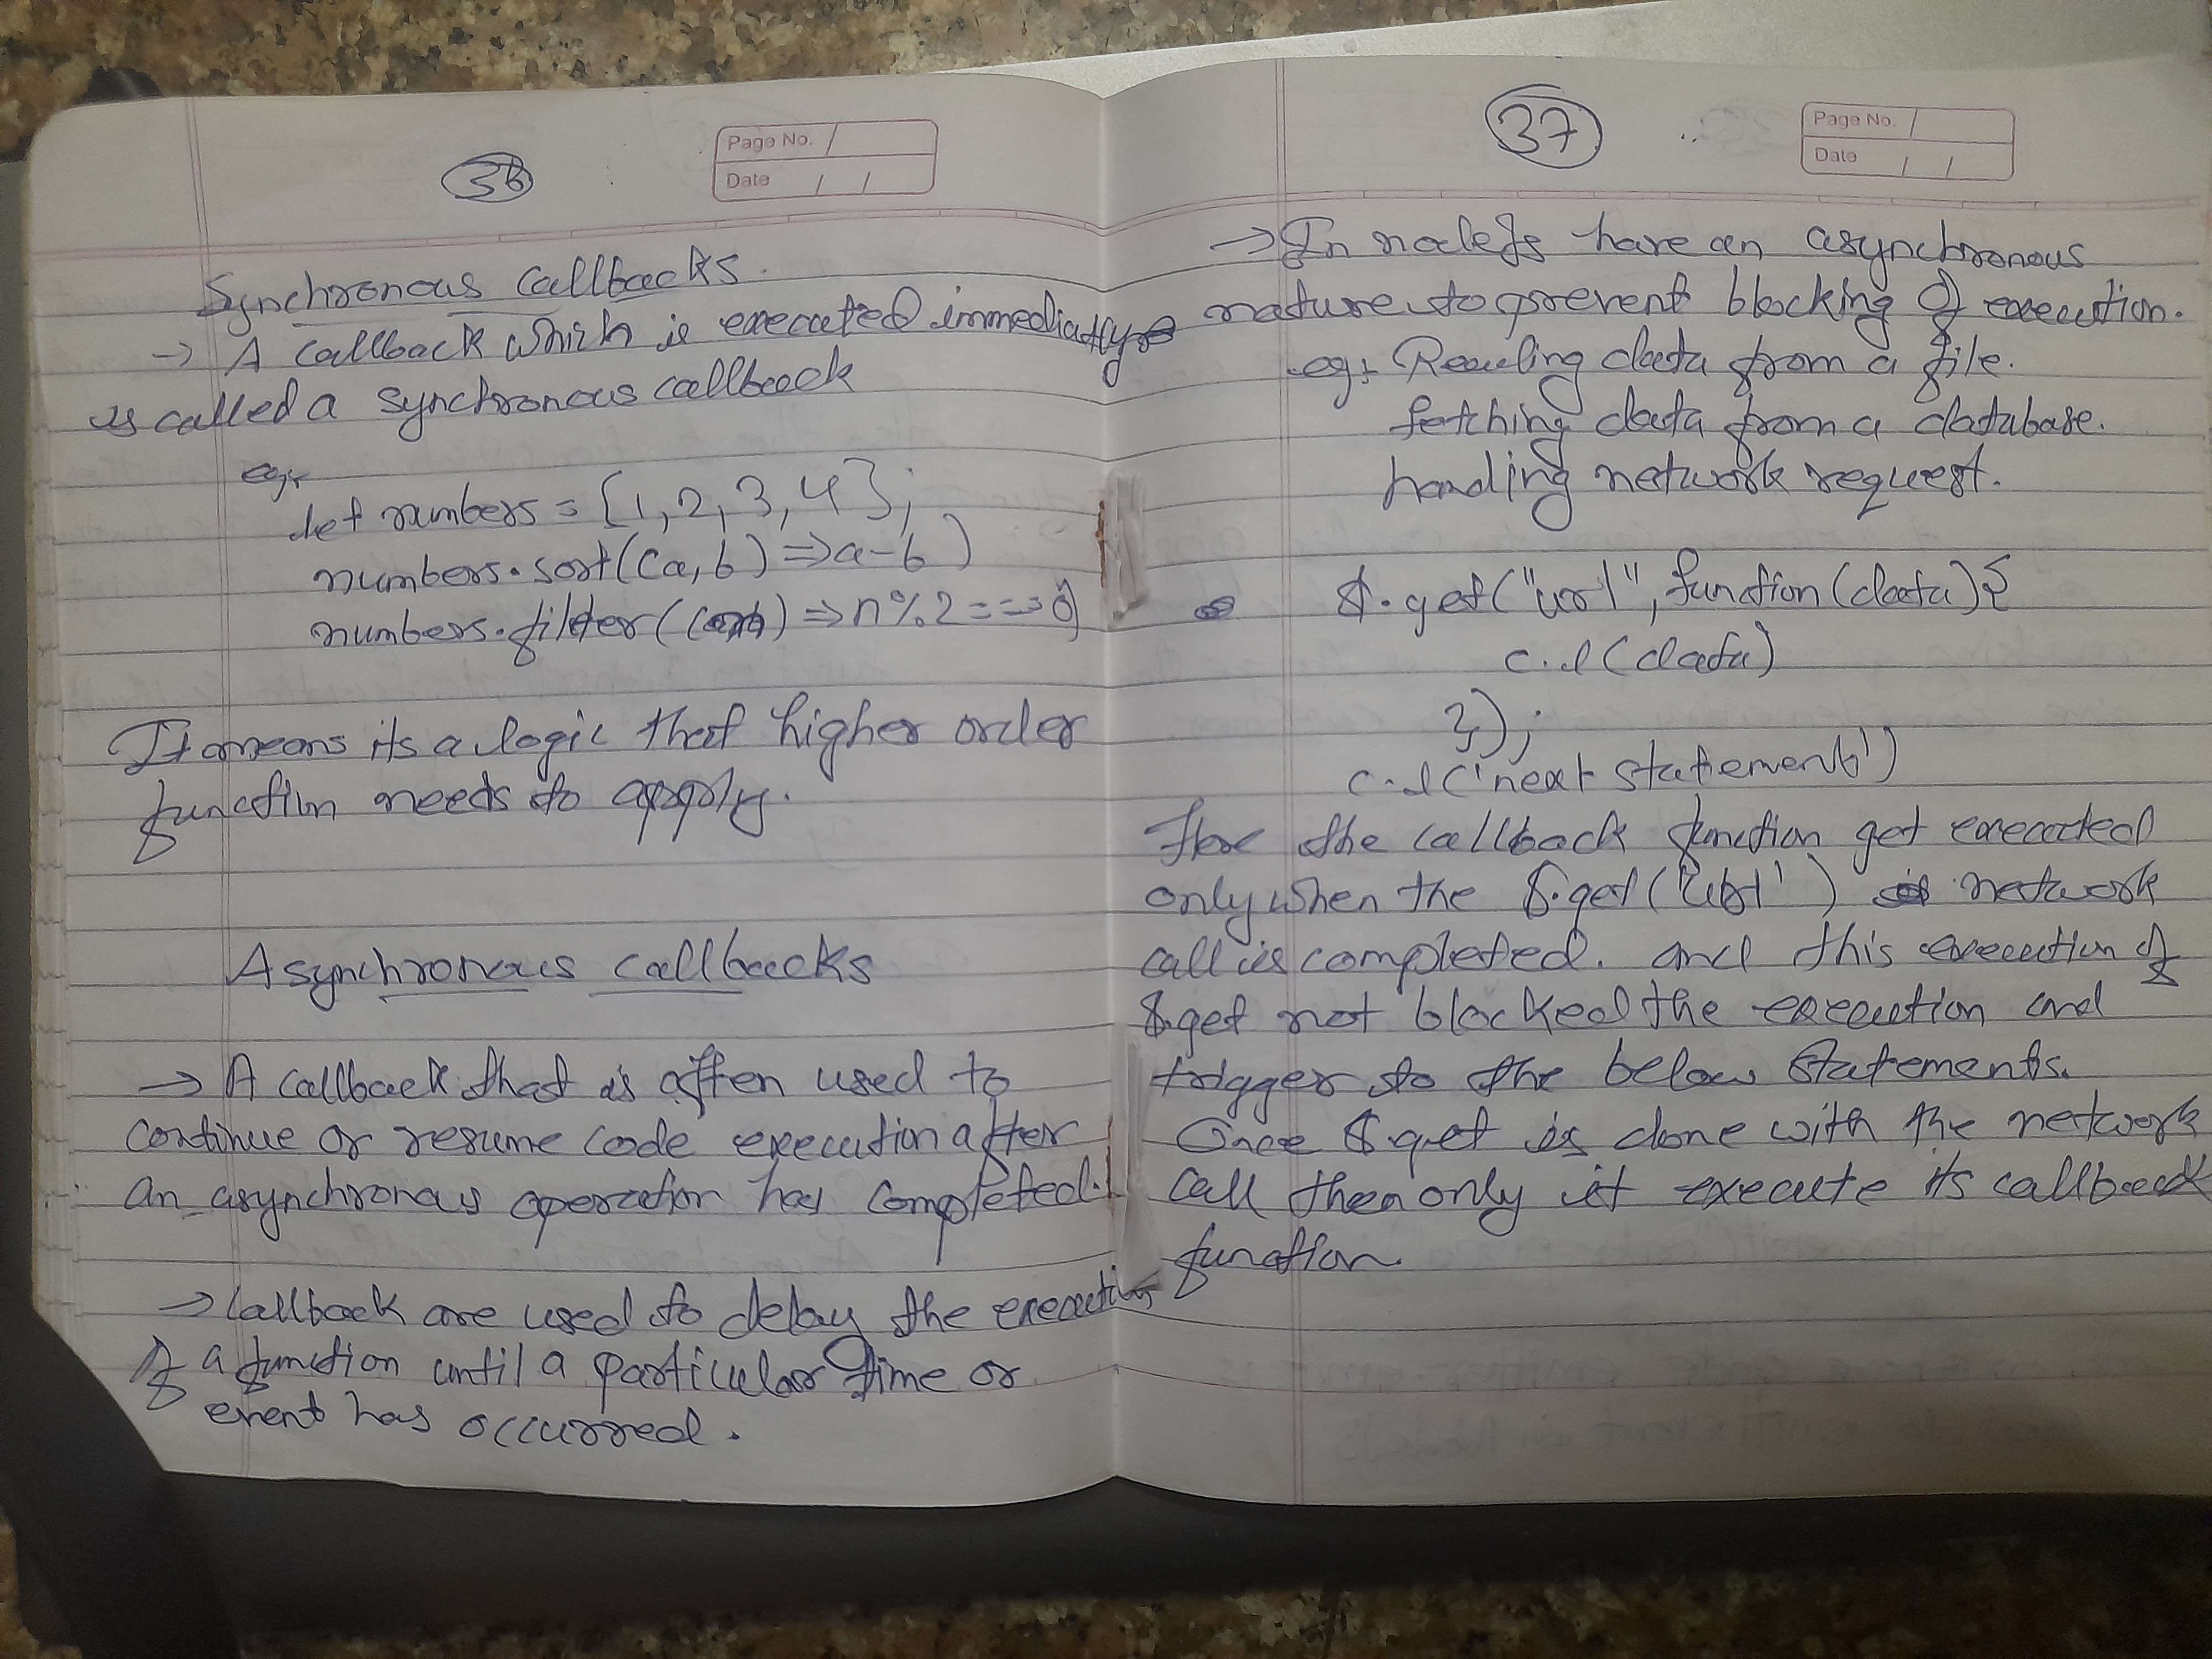 36
Page No.
Date / /
Synchronous Callbacks.
→ A callback which is executed immediatly
is called a synchronous callback
eg:
let numbers = [1, 2, 3, 4];
numbers.sort((a, b) => a-b)
numbers.filter(() => n%2 === 0)
It means its a logic that higher order
function needs to apply.
Asynchronous callbacks
→ A callback that is often used to
continue or resume code execution after
an asynchronous operator has completed.
→ Callback are used to delay the execution
of a function until a particular time or
event has occurred.
37
Page No.
Date / /
→ In nodeJs have an asynchronous
nature to prevent blocking of execution.
eg: Reading data from a file.
fetching data from a database.
handling network request.
$.get("url", function(data){
c.l(data)
});
c.l('next statement')
Here the callback function get executed
only when the $.get('url') network
call is completed. and this execution of
$.get not blocked the execution and
trigger to the below statements.
Once $.get is done with the network
call then only it execute its callback
function.